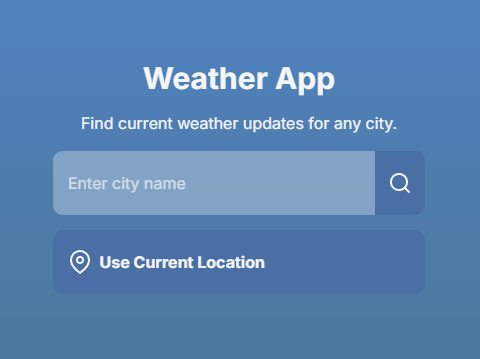 Weather App
Find current weather updates for any city.
Enter city name
Use Current Location